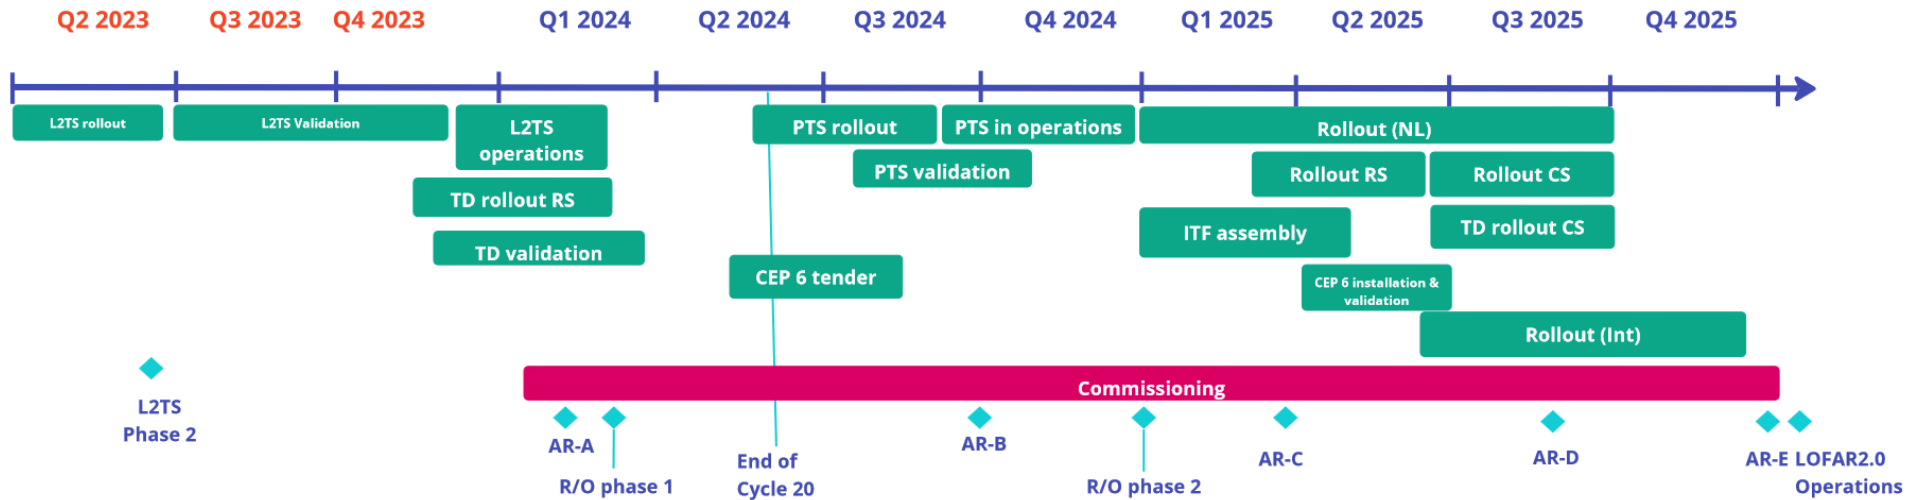 Q2 2023 Q3 2023 Q4 2023 Q1 2024 Q2 2024 Q3 2024 Q4 2024 Q1 2025 Q2 2025 Q3 2025 Q4 2025
L2TS rollout
L2TS Validation
L2TS
operations
PTS rollout
PTS in operations
Rollout (NL)
PTS validation
Rollout RS
Rollout CS
TD rollout RS
ITF assembly
TD rollout CS
TD validation
CEP 6 tender
CEP 6 installation &
validation
Rollout (Int)
Commissioning
L2TS
Phase 2
AR-A
R/O phase 1
End of
Cycle 20
AR-B
R/O phase 2
AR-C
AR-D
AR-E
LOFAR2.0
Operations